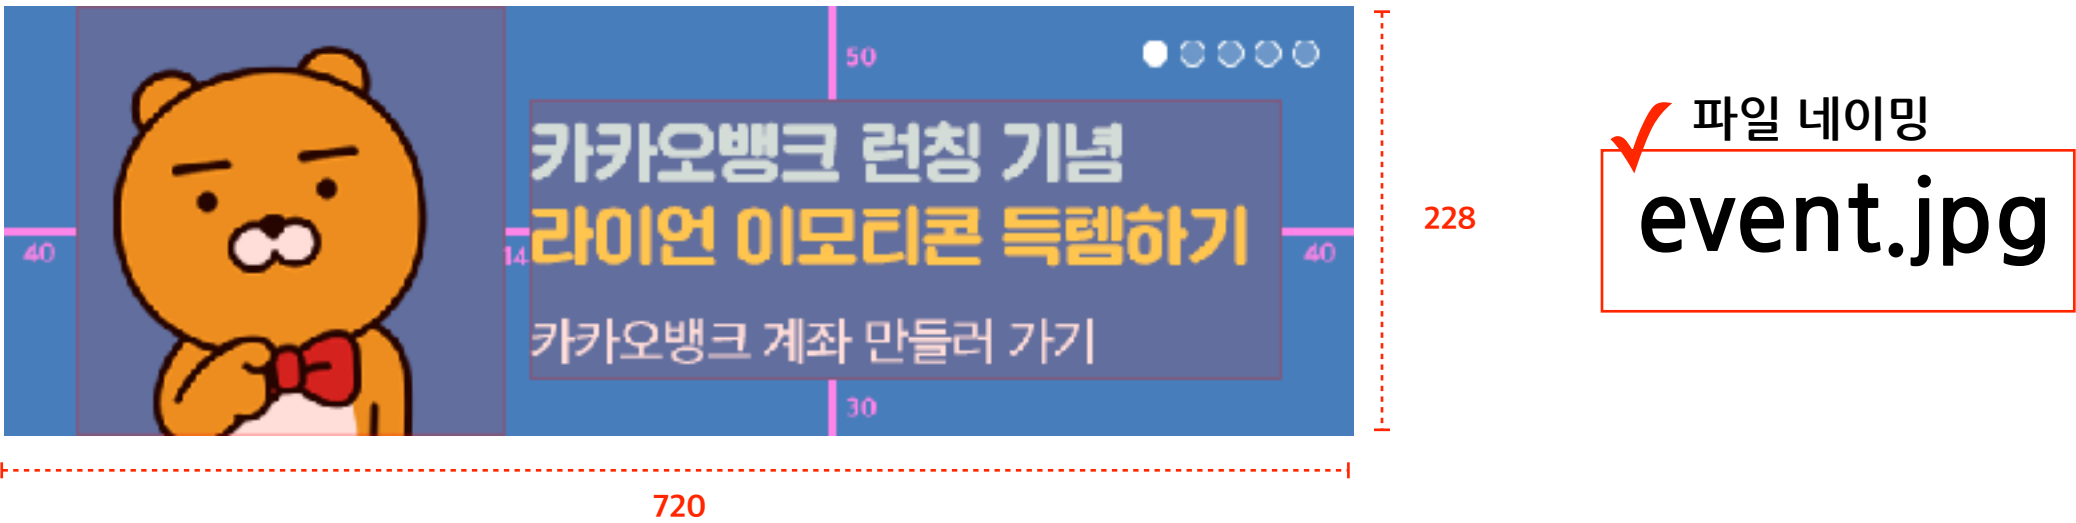 50
카카오뱅크 런칭 기념
라이언 이모티콘 득템하기
40
14
40
카카오뱅크 계좌 만들러 가기
30
228
720
파일 네이밍
event.jpg